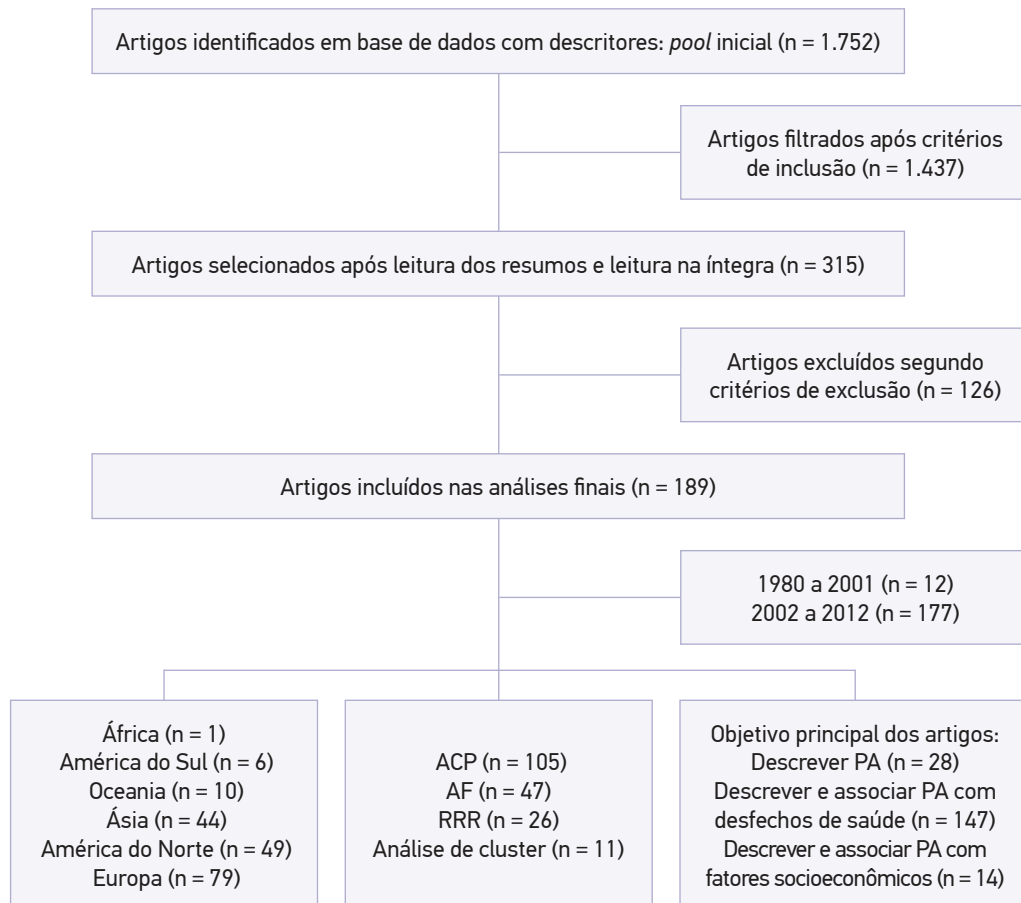 Artigos identificados em base de dados com descritores: pool inicial (n = 1.752)
Artigos filtrados após critérios
de inclusão (n = 1.437)
Artigos selecionados após leitura dos resumos e leitura na íntegra (n = 315)
Artigos excluídos segundo
critérios de exclusão (n = 126)
Artigos incluídos nas análises finais (n = 189)
1980 a 2001 (n = 12)
2002 a 2012 (n = 177)
África (n = 1)
América do Sul (n = 6)
Oceania (n = 10)
Ásia (n = 44)
América do Norte (n = 49)
Europa (n = 79)
ACP (n = 105)
AF (n = 47)
RRR (n = 26)
Análise de cluster (n = 11)
Objetivo principal dos artigos:
Descrever PA (n = 28)
Descrever e associar PA com
desfechos de saúde (n = 147)
Descrever e associar PA com
fatores socioeconômicos (n = 14)